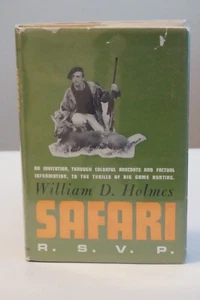 AN INVITATION, THROUGH COLORFUL ANECDOTE AND FACTUAL
INFORMATION, TO THE THRILLS OF BIG GAME HUNTING.
William D. Holmes
SAFARI
R. S. V. P.